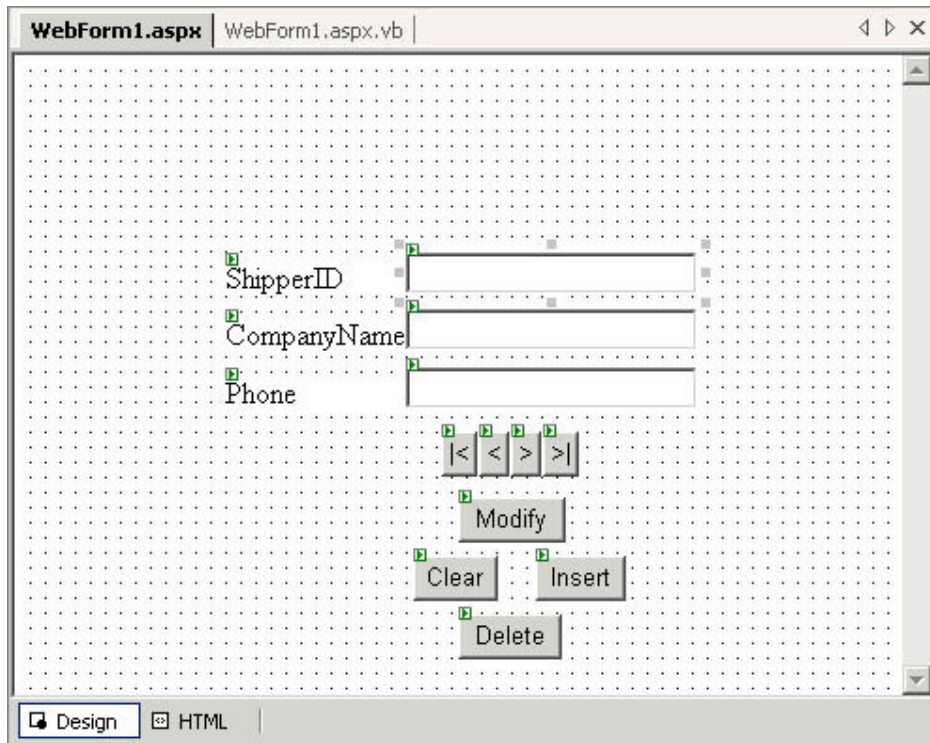 WebForm1.aspx WebForm1.aspx.vb
ShipperID
CompanyName
Phone
|< < > >|
Modify
Clear Insert
Delete
Design HTML